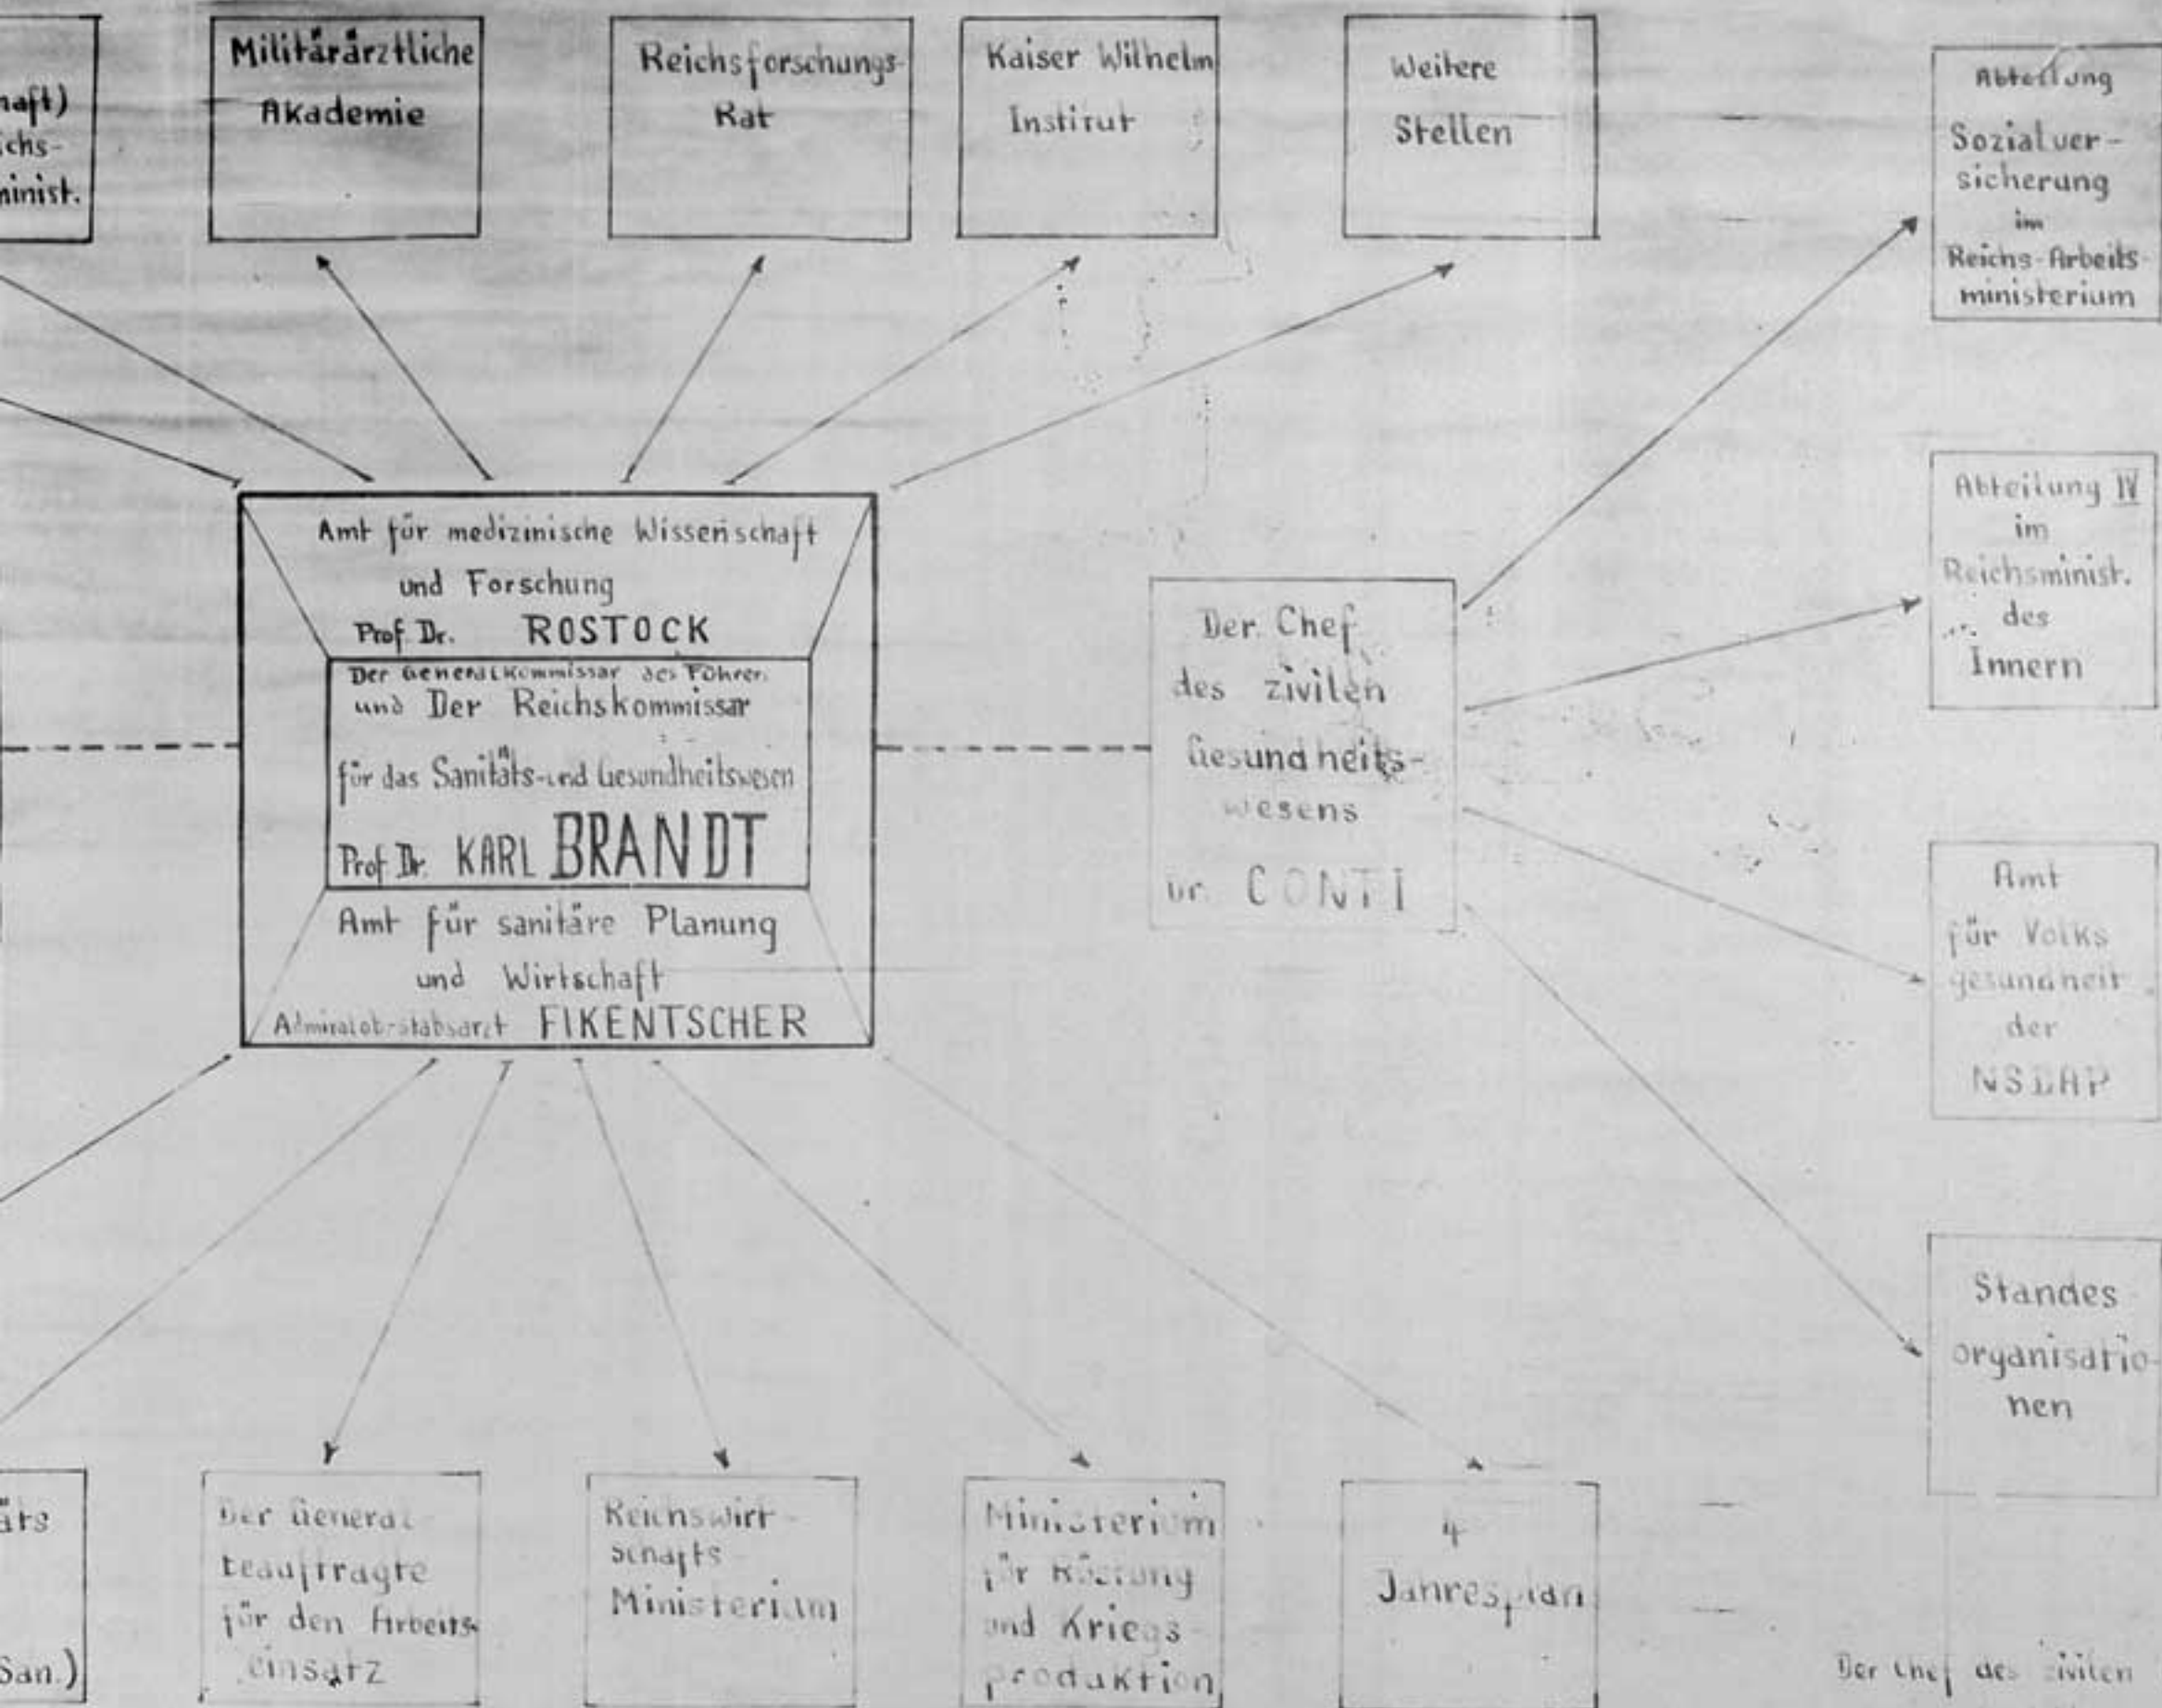 haft)
ichs-
minist.
Militärärztliche
Akademie
Reichsforschungs-
Rat
Kaiser Wilhelm
Institut
Weitere
Stellen
Abteilung
Sozialver-
sicherung
im
Reichs-Arbeits-
ministerium
Amt für medizinische Wissenschaft
und Forschung
Prof. Dr. ROSTOCK
Der Generalkommissar des Führers
und Der Reichskommissar
für das Sanitäts-und Gesundheitswesen
Prof. Dr. KARL BRANDT
Amt für sanitäre Planung
und Wirtschaft
Admiraloberstabsarzt FIKENTSCHER
Der Chef
des zivilen
Gesundheits-
wesens
Dr. CONTI
Abteilung IV
im
Reichsminist.
des
Innern
Amt
für Volks
gesundheit
der
NSDAP
Standes
organisatio-
nen
äts
San.)
Der General
beauftragte
für den Arbeits-
einsatz
Reichswirt-
schafts-
Ministerium
Ministerium
für Rüstung
und Kriegs-
produktion
4
Jahresplan
Der Chef des zivilen